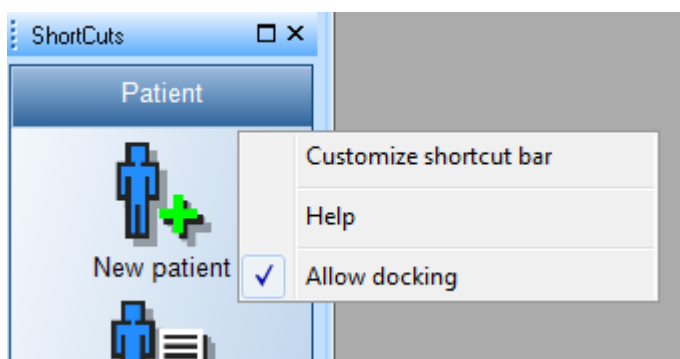 ShortCuts
Patient
Customize shortcut bar
Help
New patient
Allow docking